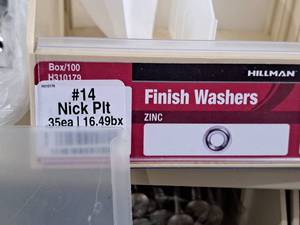 Box/100
H310179
#14
Nick Plt
.35ea | 16.49bx
HILLMAN
Finish Washers
ZINC